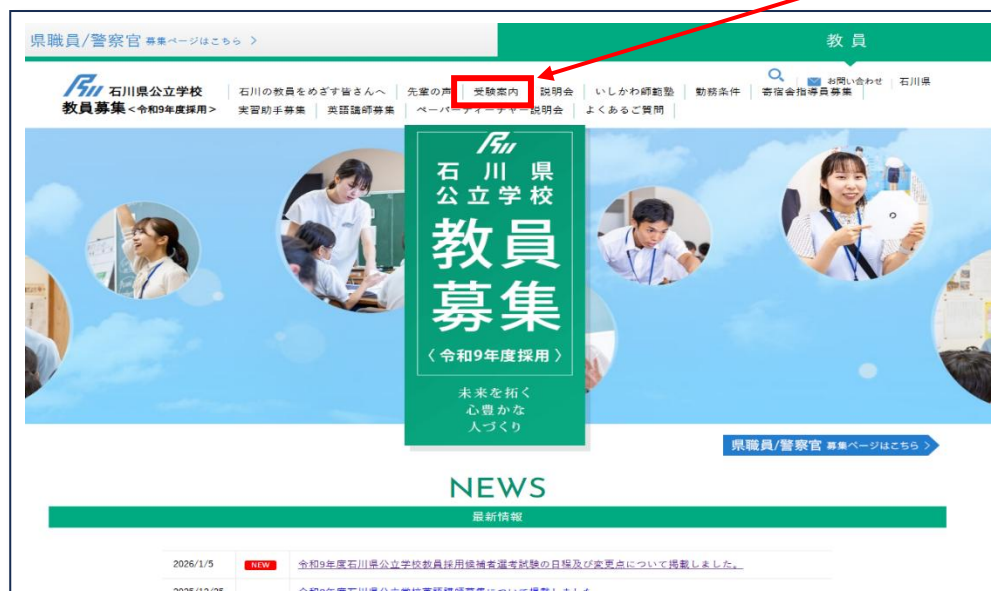 県職員/警察官 募集ページはこちら >
教員
石川県公立学校
教員募集<令和9年度採用>
石川の教員をめざす皆さんへ 先輩の声 受験案内 説明会 いしかわ師範塾 勤務条件 お問い合わせ 石川県
寄宿舎指導員募集
実習助手募集 英語講師募集 ペーパーティーチャー説明会 よくあるご質問
石川県
公立学校
教員
募集
〈令和9年度採用〉
未来を拓く
心豊かな
人づくり
県職員/警察官 募集ページはこちら >
NEWS
最新情報
2026/1/5 NEW 令和9年度石川県公立学校教員採用候補者選考試験の日程及び変更点について掲載しました。